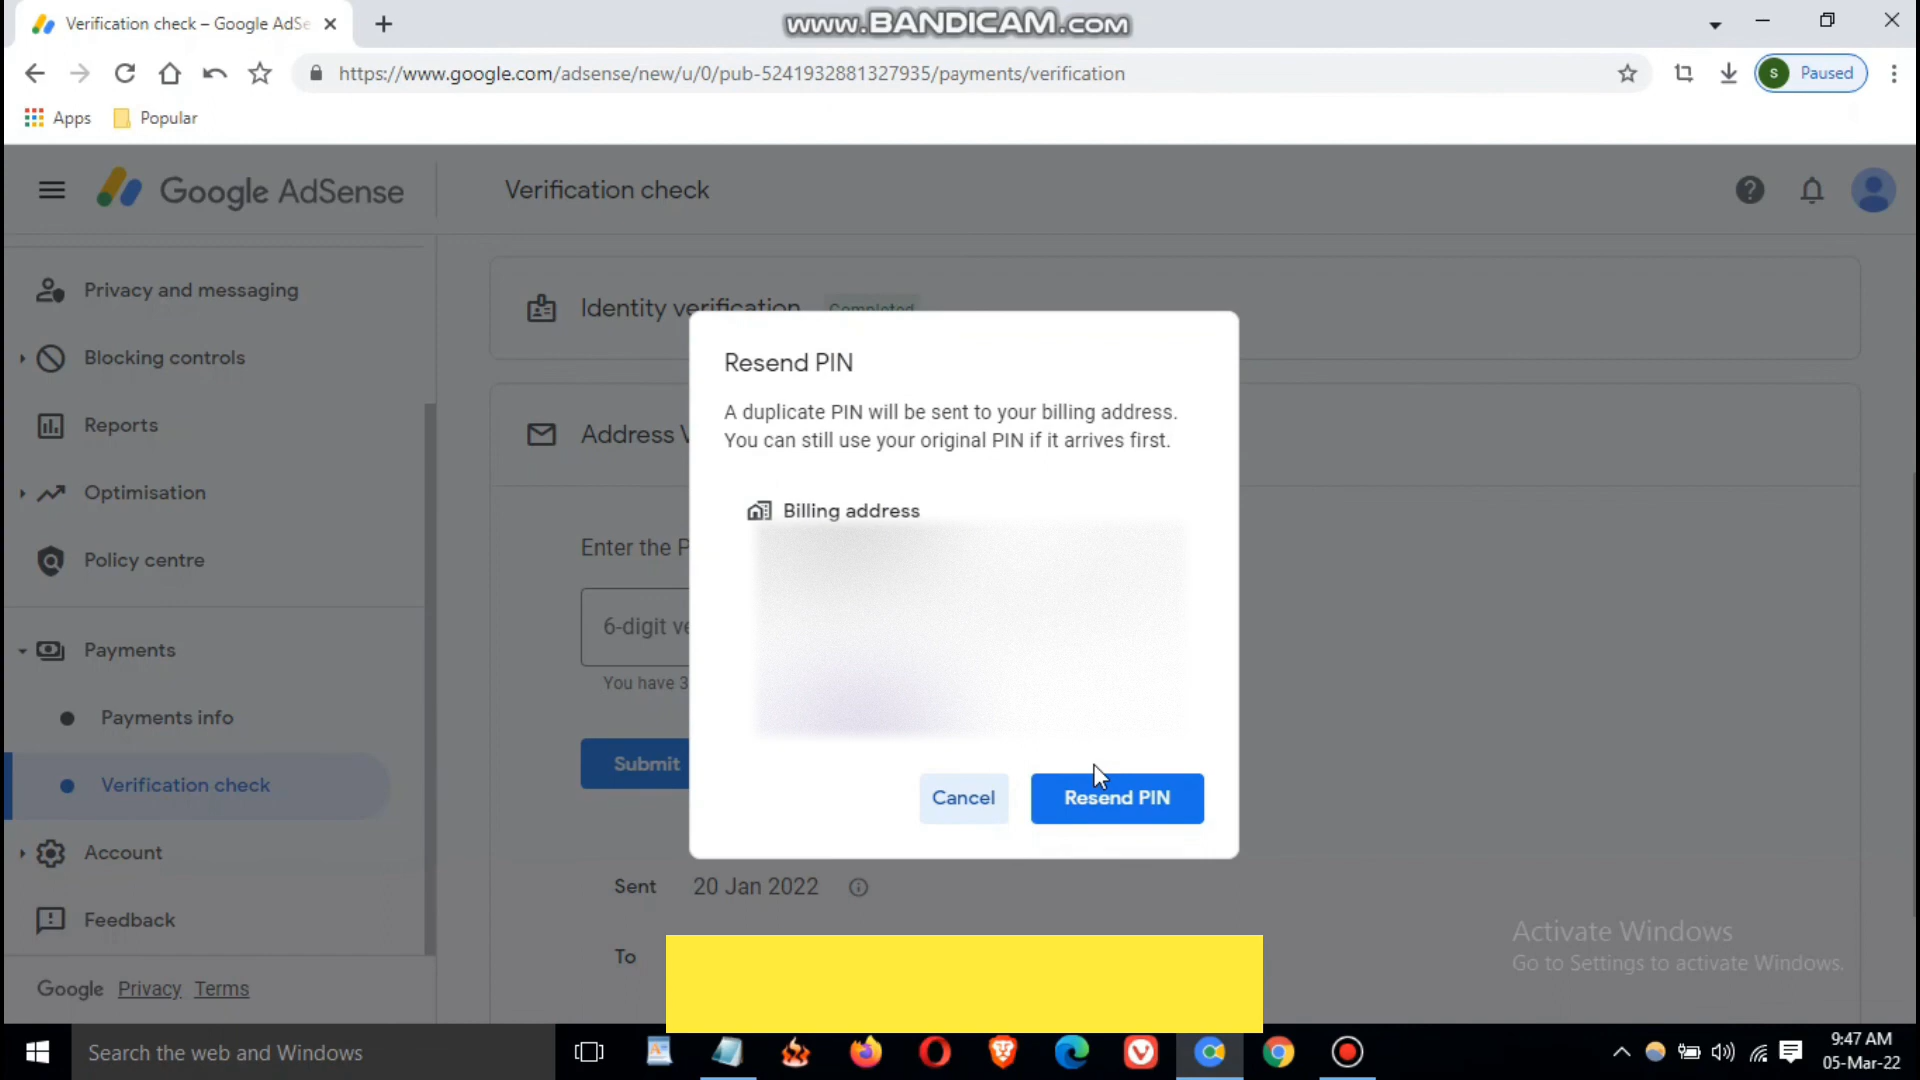 Verification check – Google AdSe
www.BANDICAM.com
https://www.google.com/adsense/new/u/0/pub-5241932881327935/payments/verification
S
Paused
Apps
Popular
Google AdSense
Verification check
Privacy and messaging
Blocking controls
Reports
Optimisation
Policy centre
Payments
Payments info
Verification check
Account
Feedback
Google Privacy Terms
Identity verification Completed
Address V
Enter the P
6-digit ve
You have 3
Submit
Sent 20 Jan 2022
To
Resend PIN
A duplicate PIN will be sent to your billing address.
You can still use your original PIN if it arrives first.
Billing address
Cancel
Resend PIN
Activate Windows
Go to Settings to activate Windows.
Search the web and Windows
9:47 AM
05-Mar-22